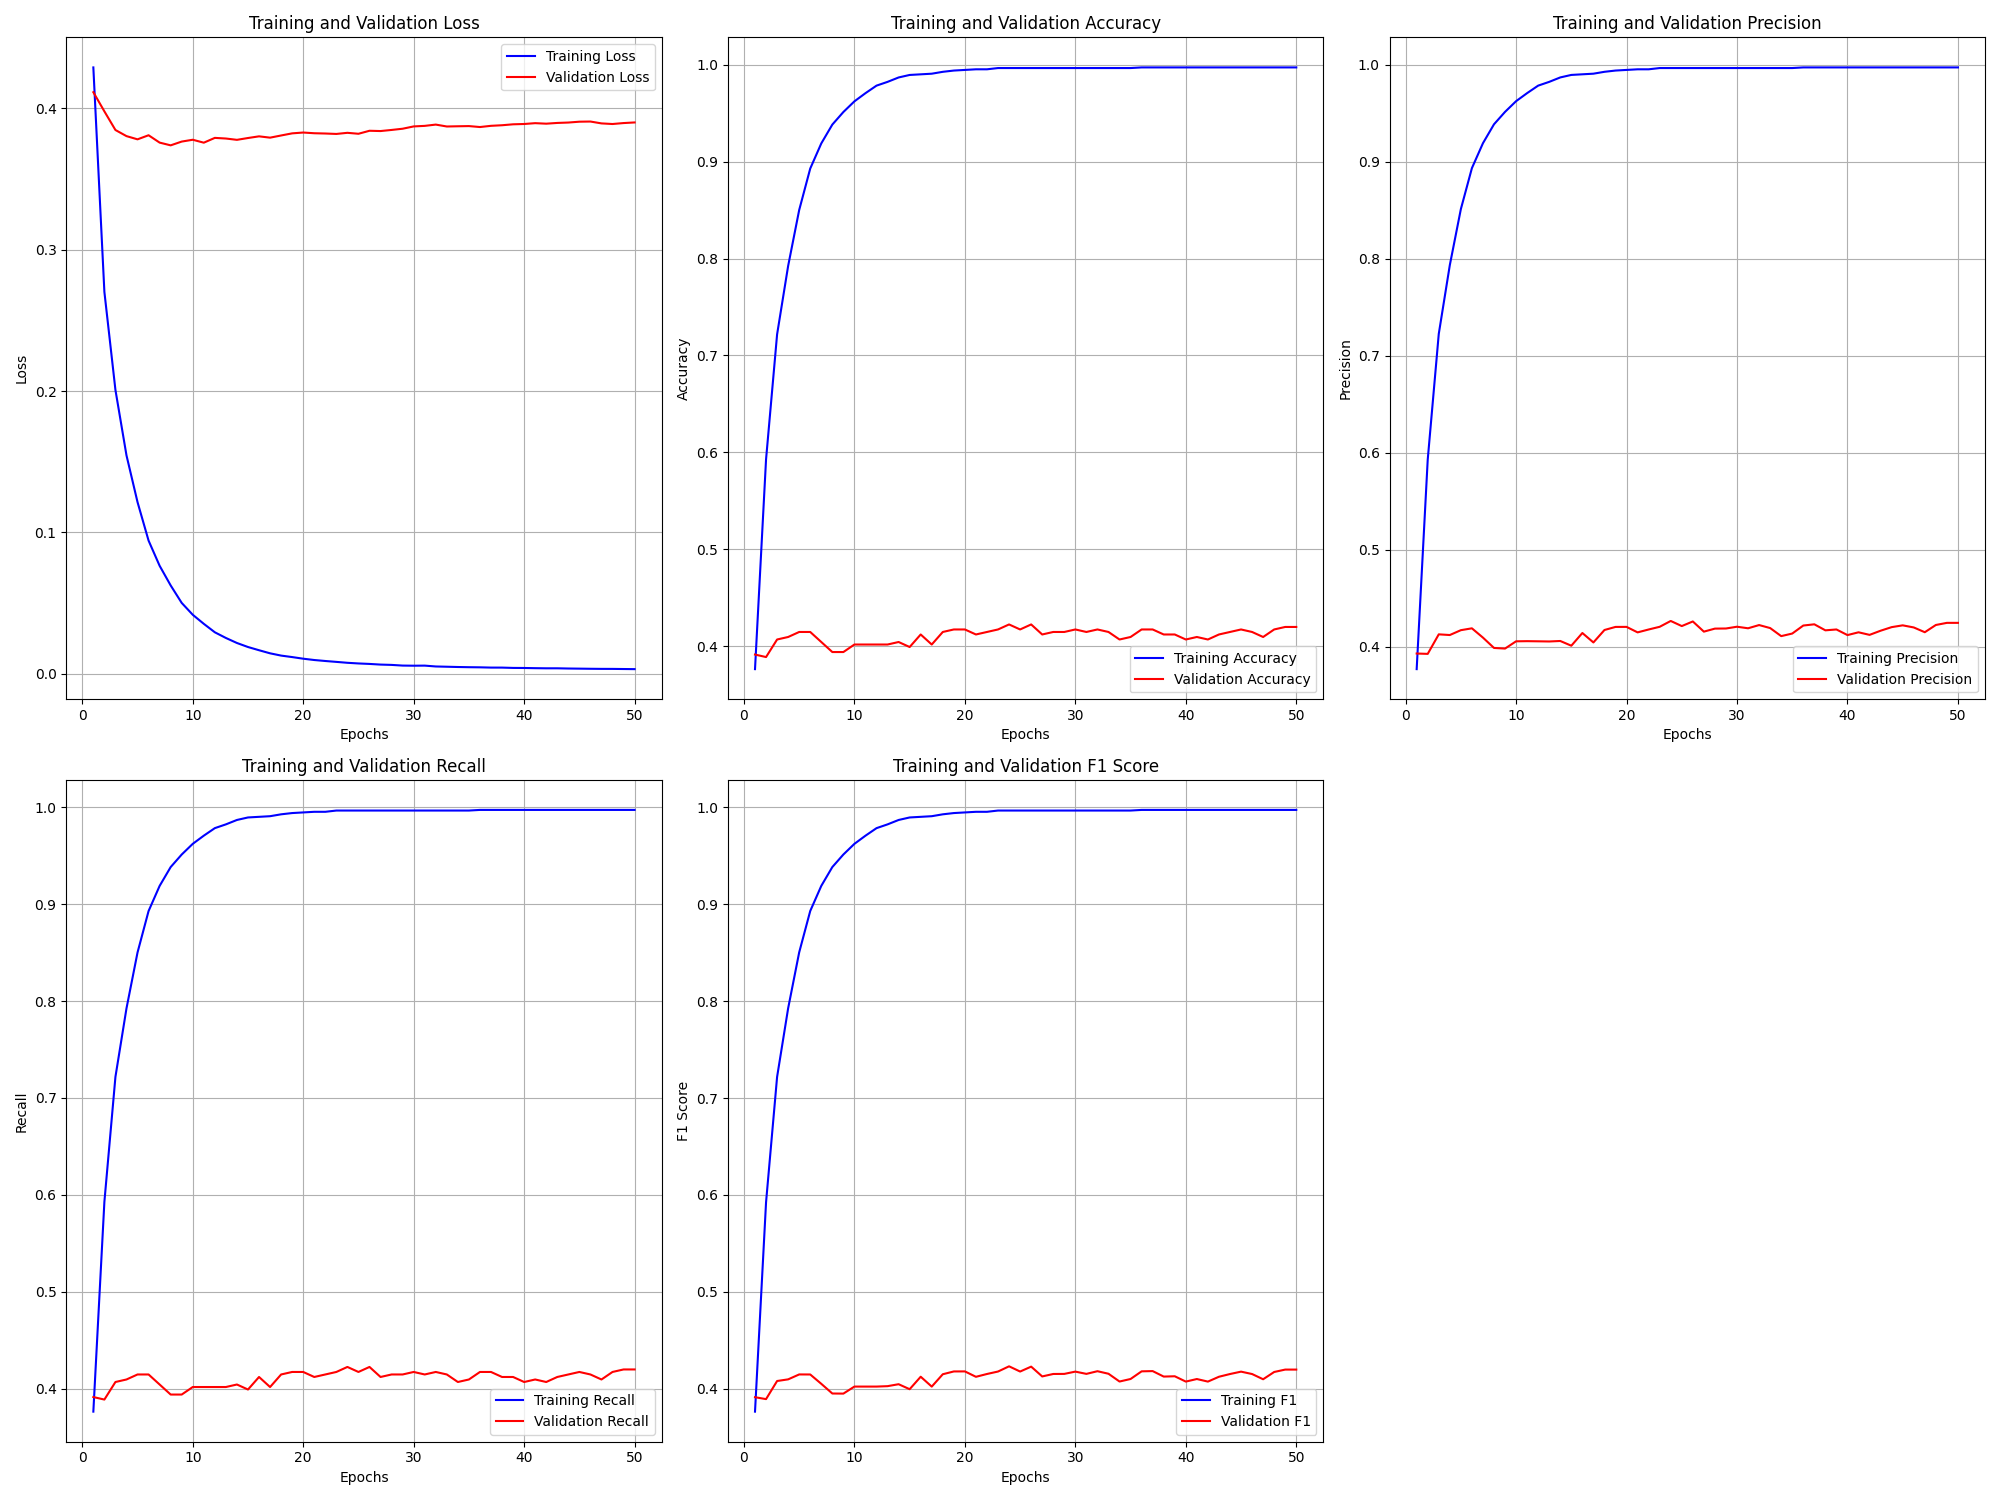 Training and Validation Loss
Training Loss
Validation Loss
0.4
0.3
0.2
0.1
0.0
Loss
0 10 20 30 40 50
Epochs
Training and Validation Accuracy
1.0
0.9
0.8
0.7
0.6
0.5
0.4
Accuracy
Training Accuracy
Validation Accuracy
0 10 20 30 40 50
Epochs
Training and Validation Precision
1.0
0.9
0.8
0.7
0.6
0.5
0.4
Precision
Training Precision
Validation Precision
0 10 20 30 40 50
Epochs
Training and Validation Recall
1.0
0.9
0.8
0.7
0.6
0.5
0.4
Recall
Training Recall
Validation Recall
0 10 20 30 40 50
Epochs
Training and Validation F1 Score
1.0
0.9
0.8
0.7
0.6
0.5
0.4
F1 Score
Training F1
Validation F1
0 10 20 30 40 50
Epochs